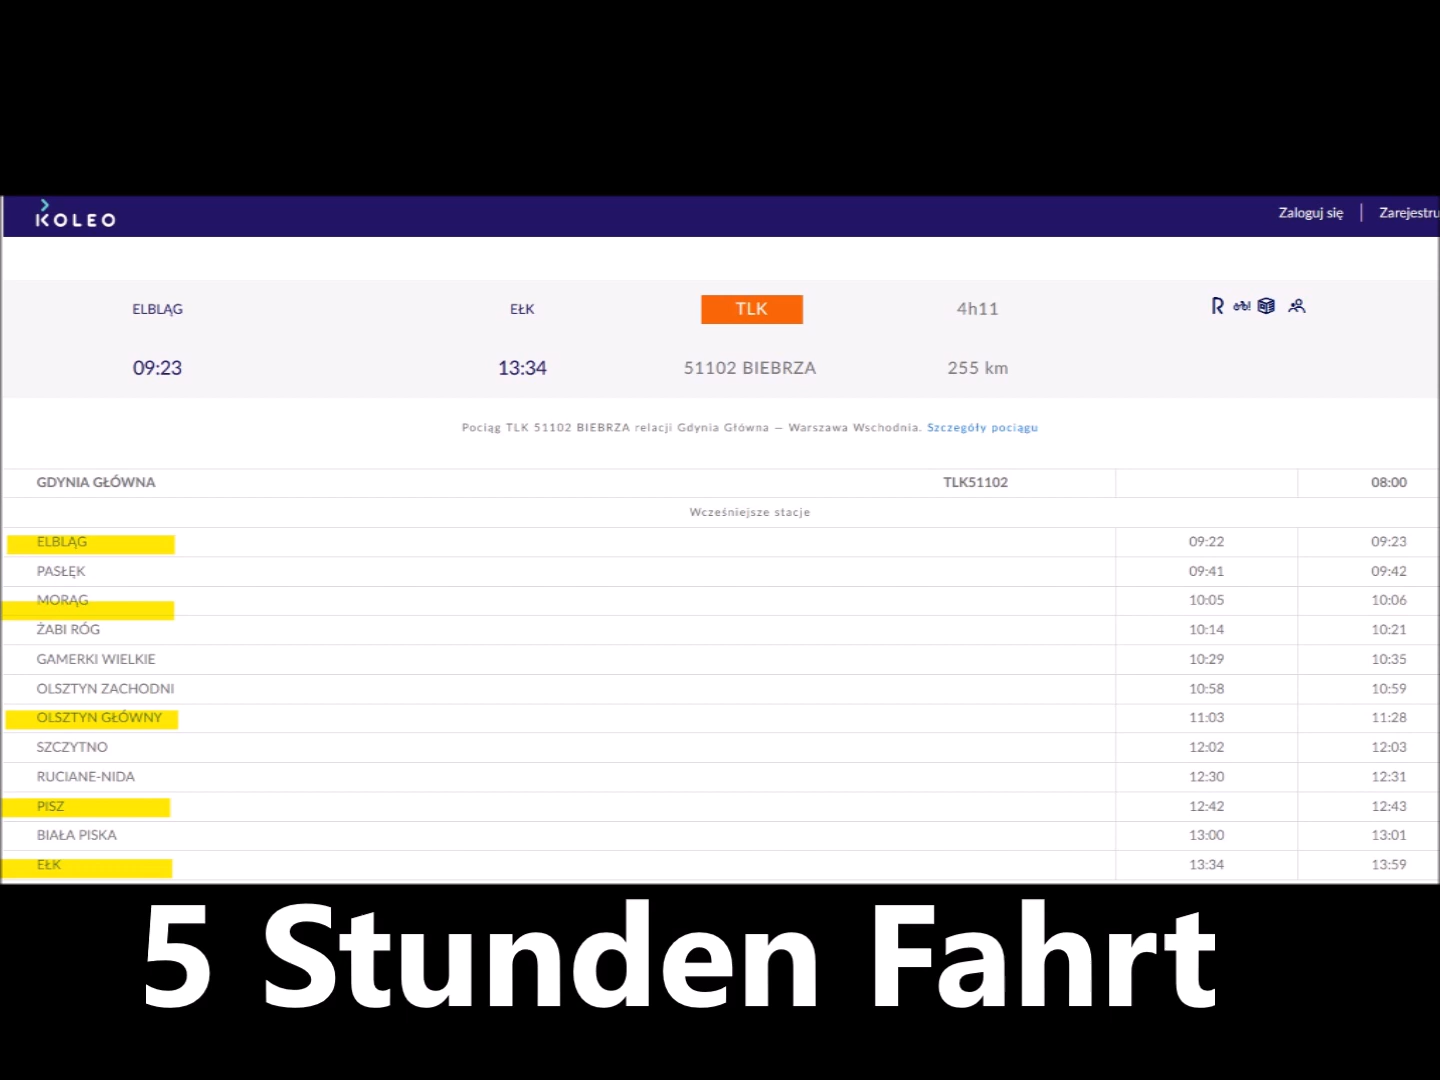 KOLEO
Zaloguj się | Zarejestru
ELBLĄG EŁK TLK 4h11 R
09:23 13:34 51102 BIEBRZA 255 km
Pociąg TLK 51102 BIEBRZA relacji Gdynia Główna — Warszawa Wschodnia. Szczegóły pociągu
GDYNIA GŁÓWNA TLK51102 08:00
Wcześniejsze stacje
ELBLĄG 09:22 09:23
PASŁĘK 09:41 09:42
MORĄG 10:05 10:06
ŻABI RÓG 10:14 10:21
GAMERKI WIELKIE 10:29 10:35
OLSZTYN ZACHODNI 10:58 10:59
OLSZTYN GŁÓWNY 11:03 11:28
SZCZYTNO 12:02 12:03
RUCIANE-NIDA 12:30 12:31
PISZ 12:42 12:43
BIAŁA PISKA 13:00 13:01
EŁK 13:34 13:59
5 Stunden Fahrt